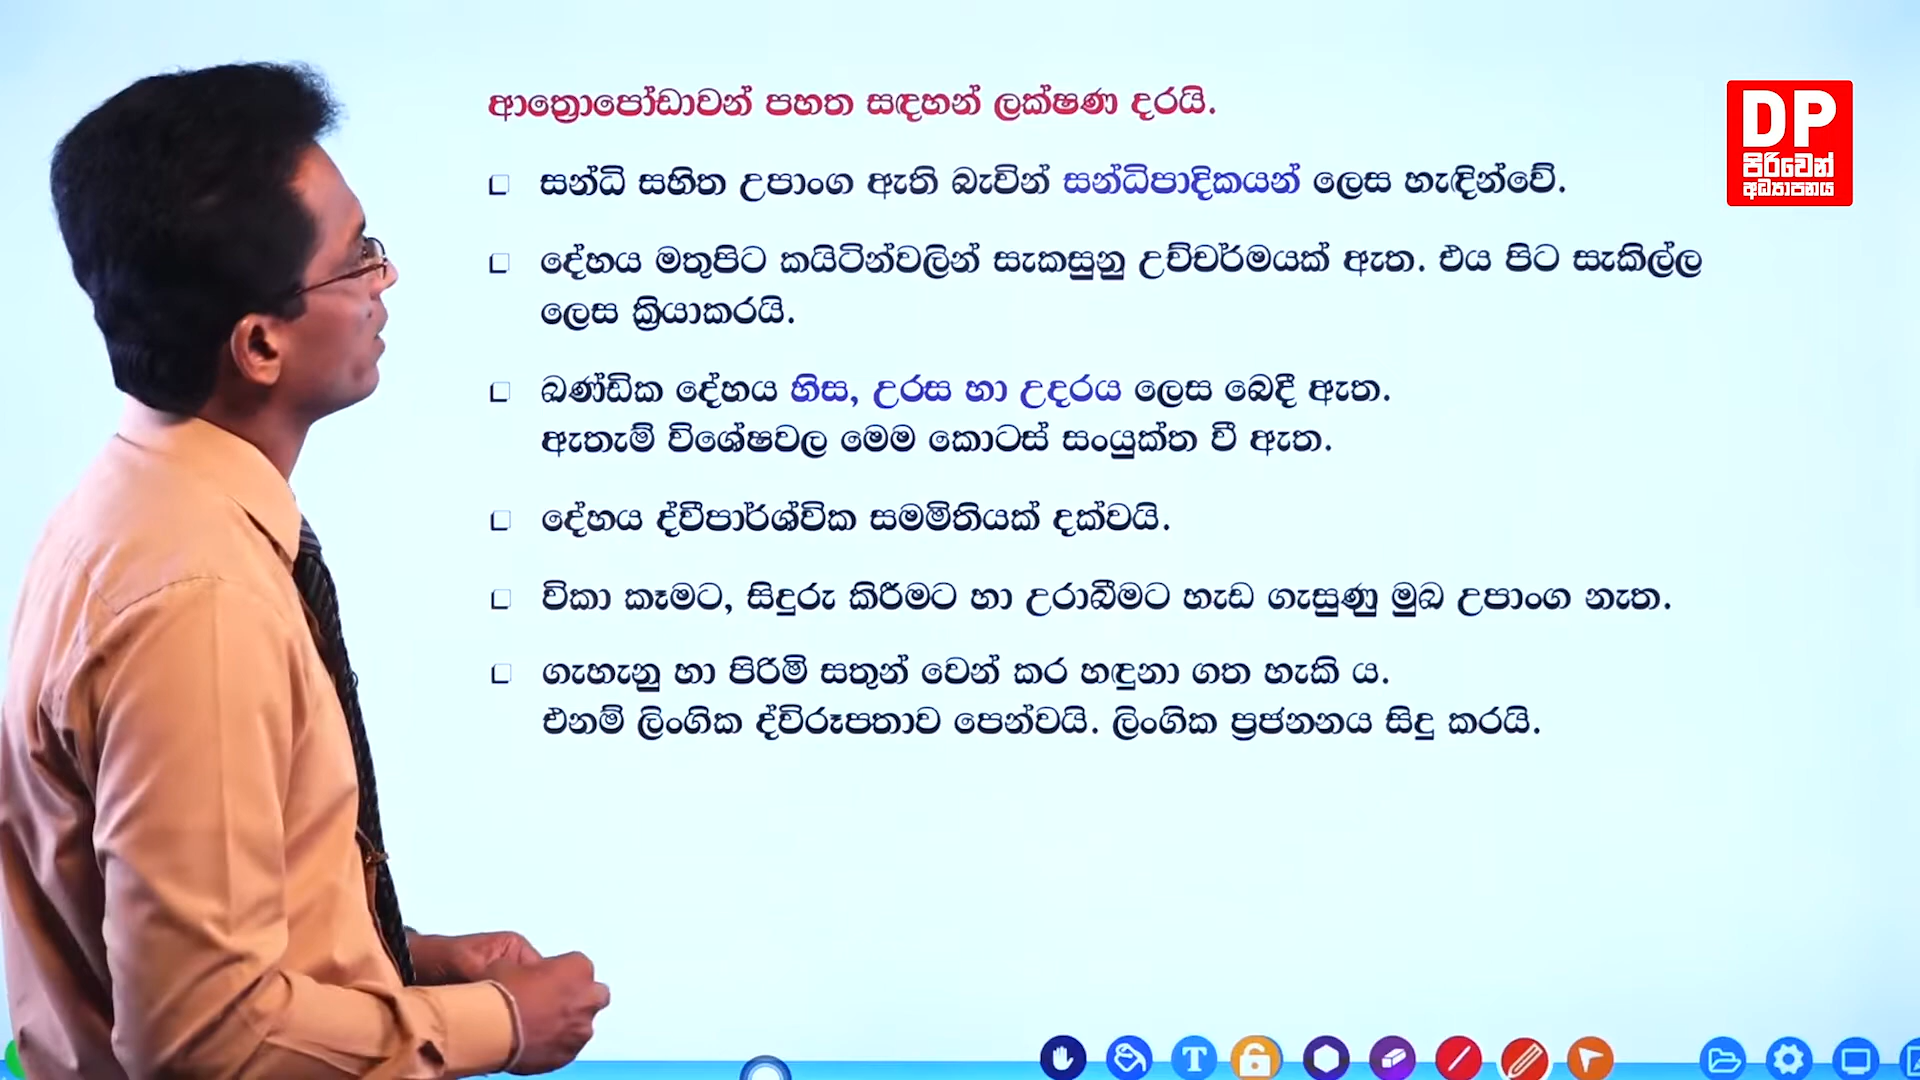 ආත්‍රොපෝඩාවන් පහත සඳහන් ලක්ෂණ දරයි.
සන්ධි සහිත උපාංග ඇති බැවින් සන්ධිපාදිකයන් ලෙස හැඳින්වේ.
දේහය මතුපිට කයිටින්වලින් සැකසුනු උච්චර්මයක් ඇත. එය පිට සැකිල්ල
ලෙස ක්‍රියාකරයි.
ඛණ්ඩික දේහය හිස, උරස හා උදරය ලෙස බෙදී ඇත.
ඇතැම් විශේෂවල මෙම කොටස් සංයුක්ත වී ඇත.
දේහය ද්වීපාර්ශ්වික සමමිතියක් දක්වයි.
විකා කෑමට, සිදුරු කිරීමට හා උරාබීමට හැඩ ගැසුණු මුඛ උපාංග නැත.
ගැහැනු හා පිරිමි සතුන් වෙන් කර හඳුනා ගත හැකි ය.
එනම් ලිංගික ද්විරූපතාව පෙන්වයි. ලිංගික ප්‍රජනනය සිදු කරයි.
DP
පිරිවෙන්
අධ්‍යාපනය
T